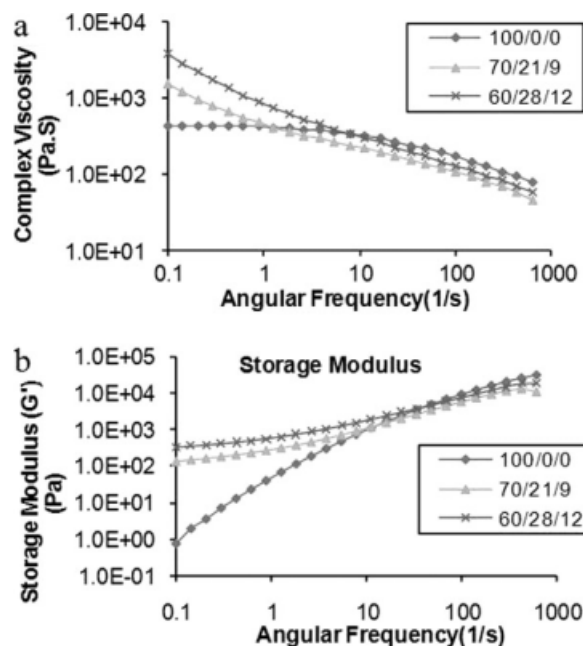 a
1.0E+04
1.0E+03
1.0E+02
1.0E+01
Complex Viscosity
(Pa.S)
100/0/0
70/21/9
60/28/12
0.1 1 10 100 1000
Angular Frequency(1/s)
b
Storage Modulus
1.0E+05
1.0E+04
1.0E+03
1.0E+02
1.0E+01
1.0E+00
1.0E-01
Storage Modulus (G')
(Pa)
100/0/0
70/21/9
60/28/12
0.1 1 10 100 1000
Angular Frequency(1/s)